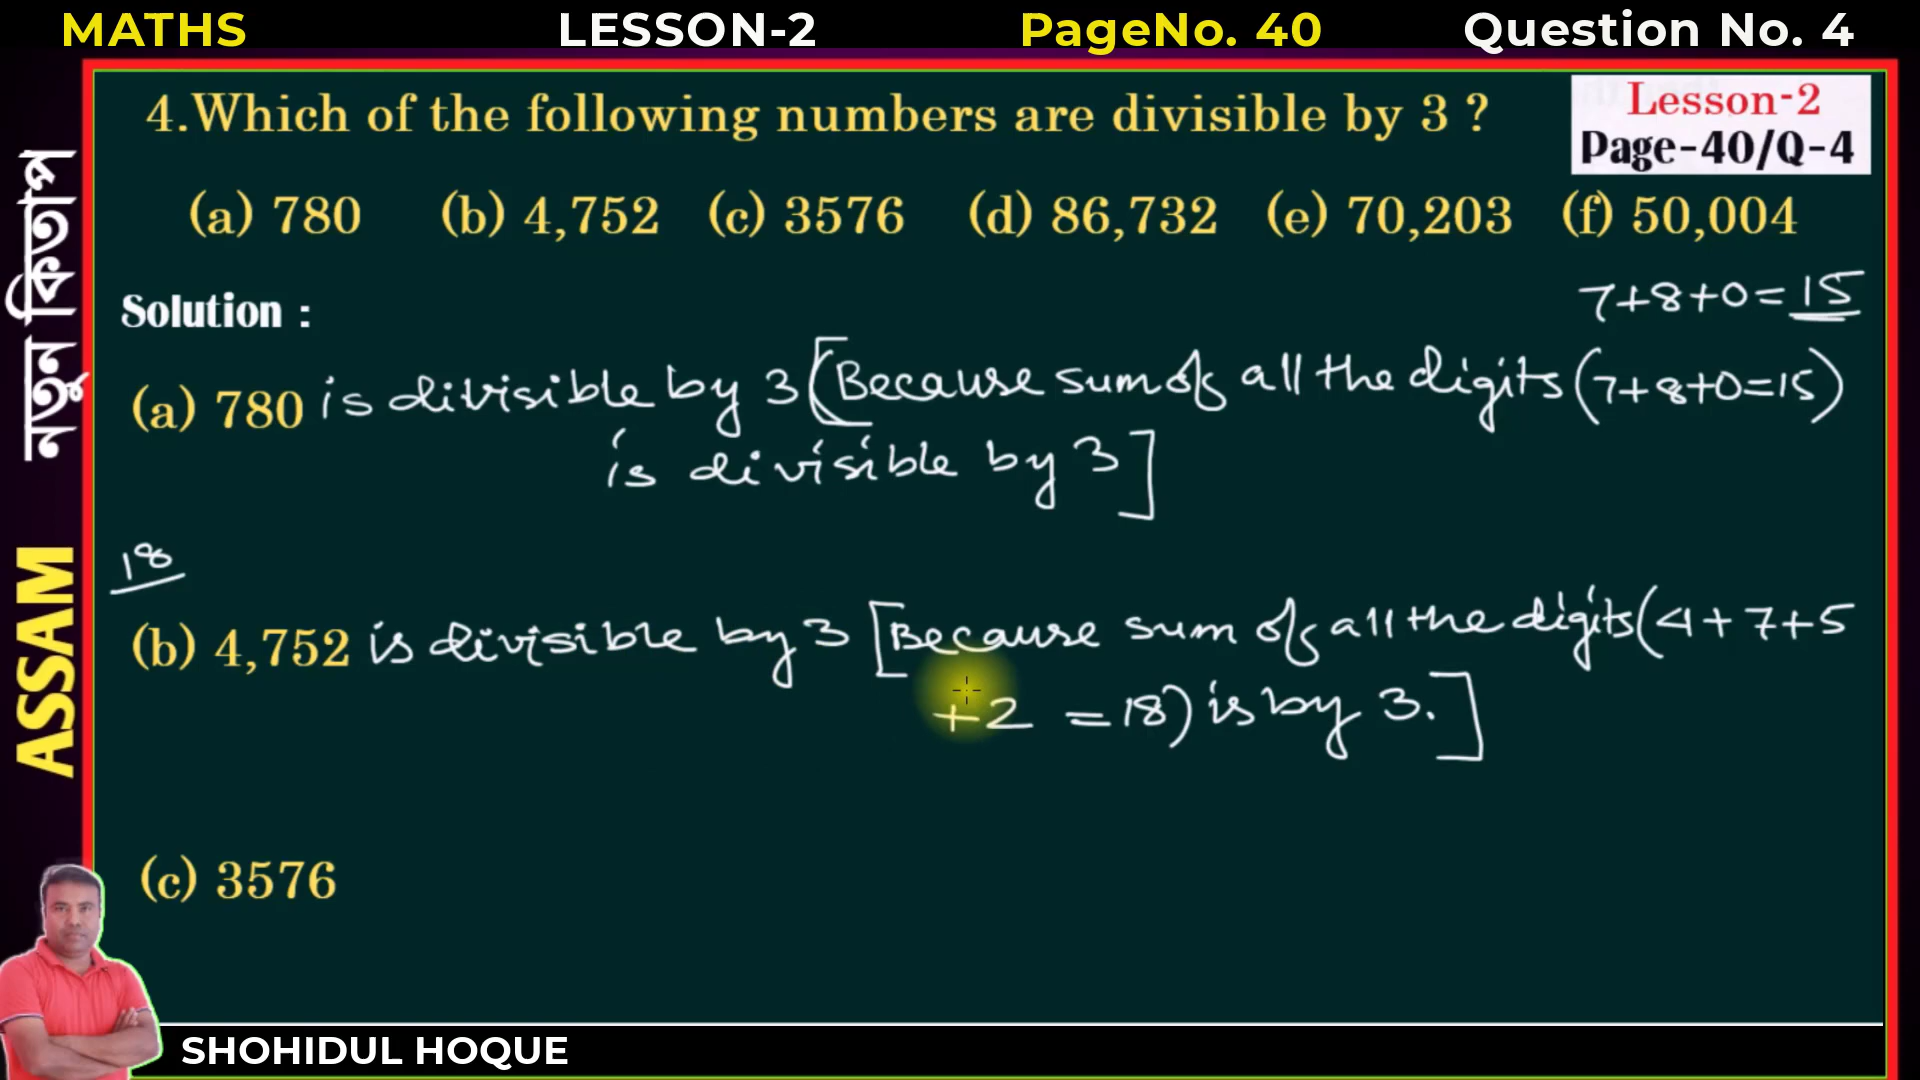 MATHS LESSON-2 PageNo. 40 Question No. 4
4.Which of the following numbers are divisible by 3 ?
Lesson-2
Page-40/Q-4
(a) 780 (b) 4,752 (c) 3576 (d) 86,732 (e) 70,203 (f) 50,004
Solution :
7+8+0=15
(a) 780 is divisible by 3 [Because sum of all the digits (7+8+0=15)
is divisible by 3]
18
(b) 4,752 is divisible by 3 [Because sum of all the digits (4+7+5
+2 =18) is by 3.]
(c) 3576
নতুন কিতাপ
ASSAM
SHOHIDUL HOQUE